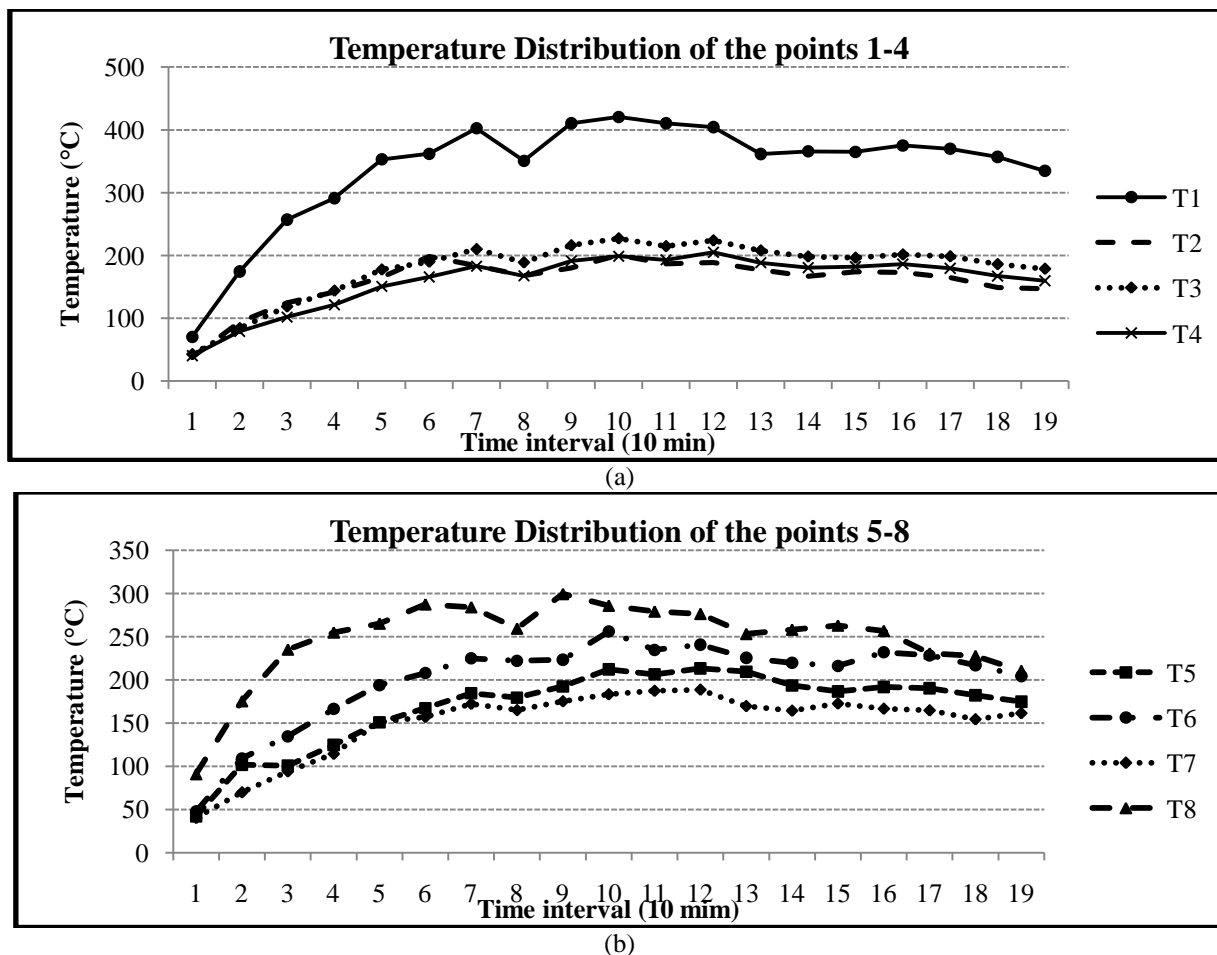 Temperature Distribution of the points 1-4
500
400
300
200
100
0
Temperature (°C)
1 2 3 4 5 6 7 8 9 10 11 12 13 14 15 16 17 18 19
Time interval (10 min)
T1
T2
T3
T4
(a)
Temperature Distribution of the points 5-8
350
300
250
200
150
100
50
0
Temperature (°C)
1 2 3 4 5 6 7 8 9 10 11 12 13 14 15 16 17 18 19
Time interval (10 mim)
T5
T6
T7
T8
(b)